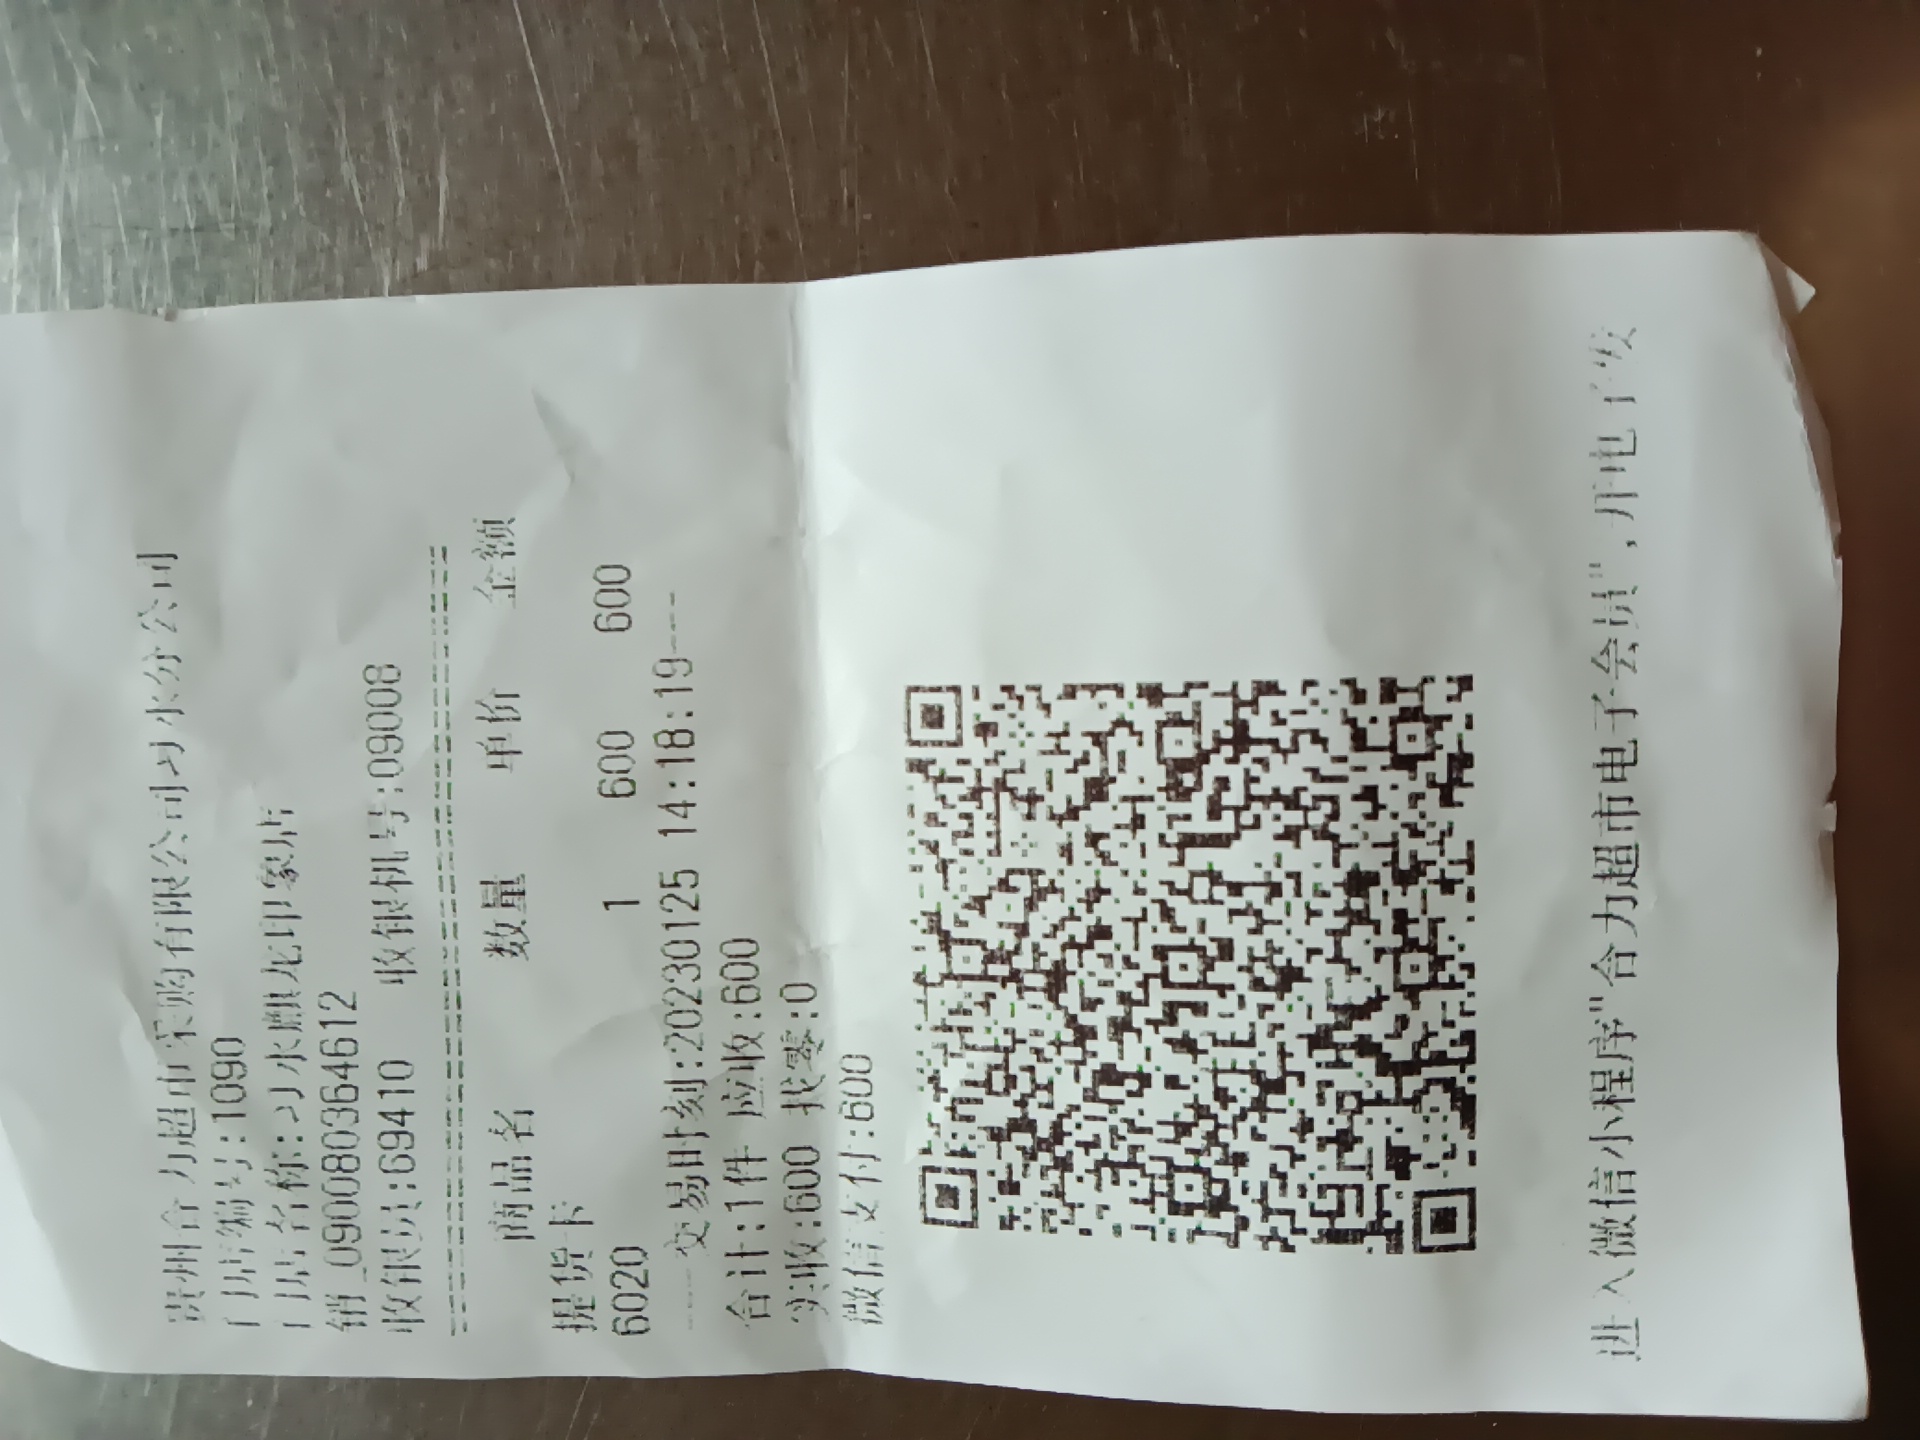 贵州合力超市采购有限公司习水分公司
门店编号:1090
门店名称:习水麒龙印象店
销_0900803646​12
收银员:69410 收银机号:09008
商品名 数量 单价 金额
提货卡
6020 1 600 600
----交易时刻:20230125 14:18:19----
合计:1件 应收:600
实收:600 找零:0
微信支付:600
进入微信小程序"合力超市电子会员",开电子发